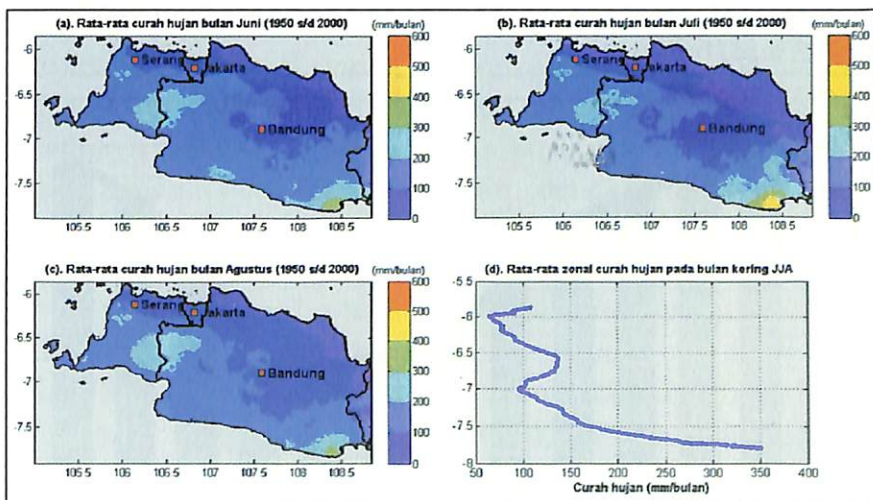 (a). Rata-rata curah hujan bulan Juni (1950 s/d 2000) (mm/bulan)
-6
-6.5
-7
-7.5
105.5 106 106.5 107 107.5 108 108.5
600
500
400
300
200
100
0
Serang
Jakarta
Bandung
(b). Rata-rata curah hujan bulan Juli (1950 s/d 2000) (mm/bulan)
-6
-6.5
-7
-7.5
105.5 106 106.5 107 107.5 108 108.5
600
500
400
300
200
100
0
Serang
Jakarta
Bandung
(c). Rata-rata curah hujan bulan Agustus (1950 s/d 2000) (mm/bulan)
-6
-6.5
-7
-7.5
105.5 106 106.5 107 107.5 108 108.5
600
500
400
300
200
100
0
Serang
Jakarta
Bandung
(d). Rata-rata zonal curah hujan pada bulan kering JJA
-5.5
-6
-6.5
-7
-7.5
-8
50 100 150 200 250 300 350 400
Curah hujan (mm/bulan)